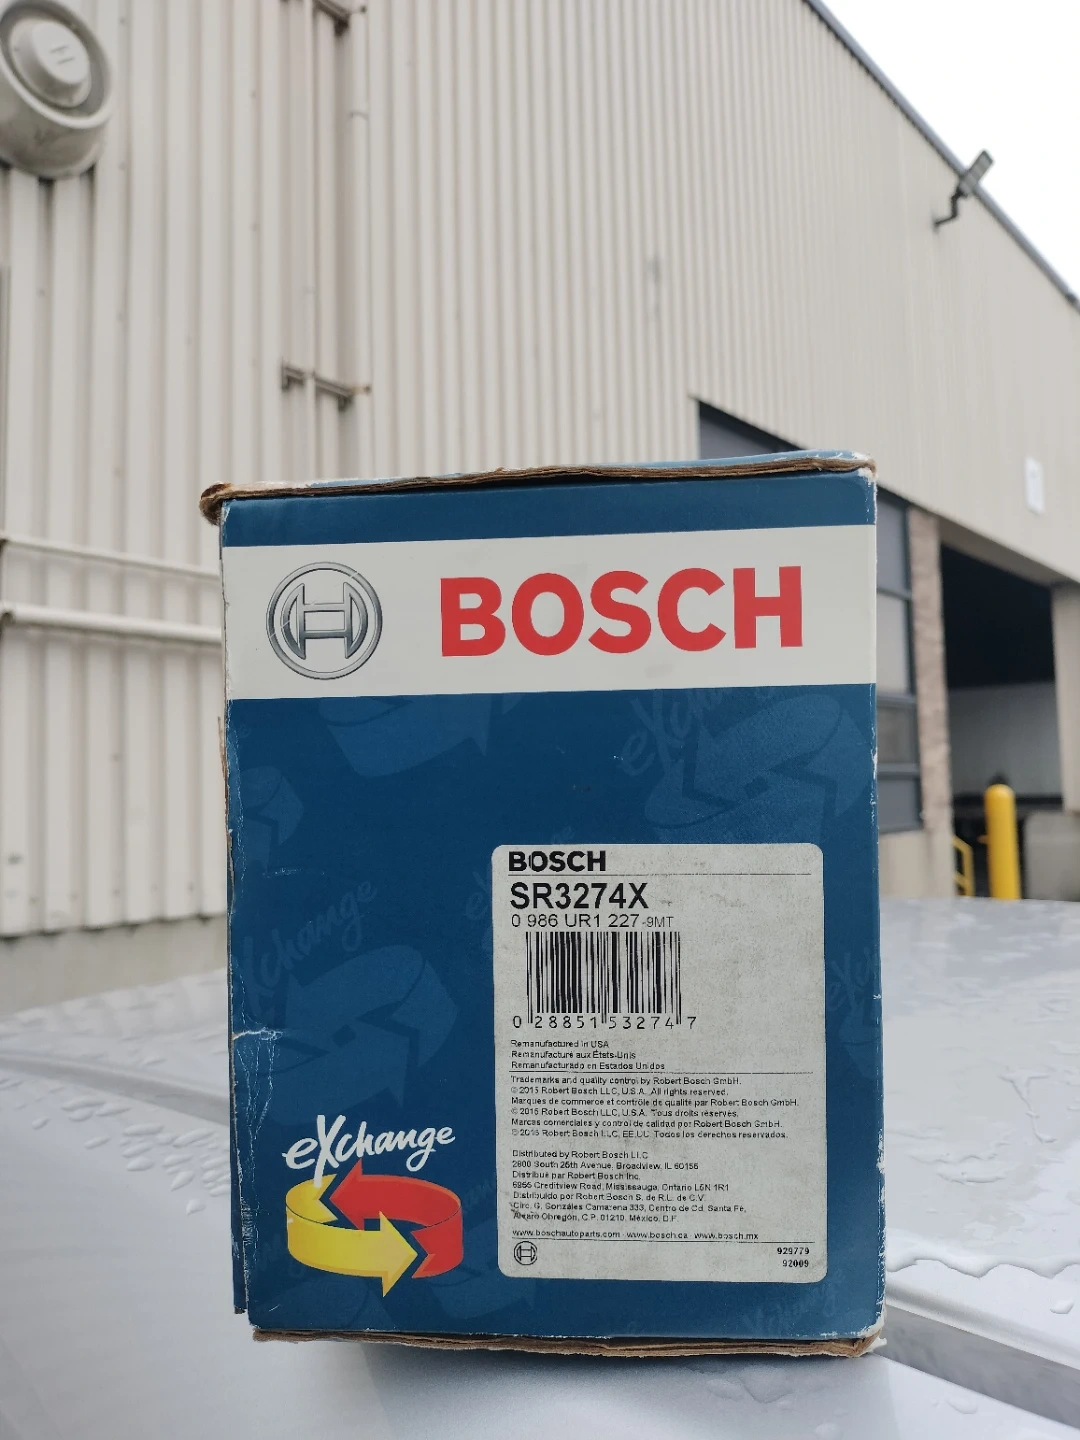 BOSCH
BOSCH
SR3274X
0 986 UR1 227-9MT
0 28851 53274 7
Remanufactured in USA
Remanufacturé aux États-Unis
Remanufacturado en Estados Unidos
Trademarks and quality control by Robert Bosch GmbH.
© 2015 Robert Bosch LLC, U.S.A. All rights reserved.
Marques de commerce et contrôle de qualité par Robert Bosch GmbH.
© 2015 Robert Bosch LLC, U.S.A. Tous droits réservés.
Marcas comerciales y control de calidad por Robert Bosch GmbH.
© 2015 Robert Bosch LLC, EE.UU. Todos los derechos reservados.
Distributed by Robert Bosch LLC
2800 South 25th Avenue, Broadview, IL 60155
Distribué par Robert Bosch Inc.
6955 Creditview Road, Mississauga, Ontario L5N 1R1
Distribuido por Robert Bosch S. de R.L. de C.V.
Circ. G. Gonzáles Camarena 333, Centro de Cd. Santa Fé,
Álvaro Obregón, C.P. 01210, México, D.F.
www.boschautoparts.com www.bosch.ca www.bosch.mx
929779
92009
eXchange